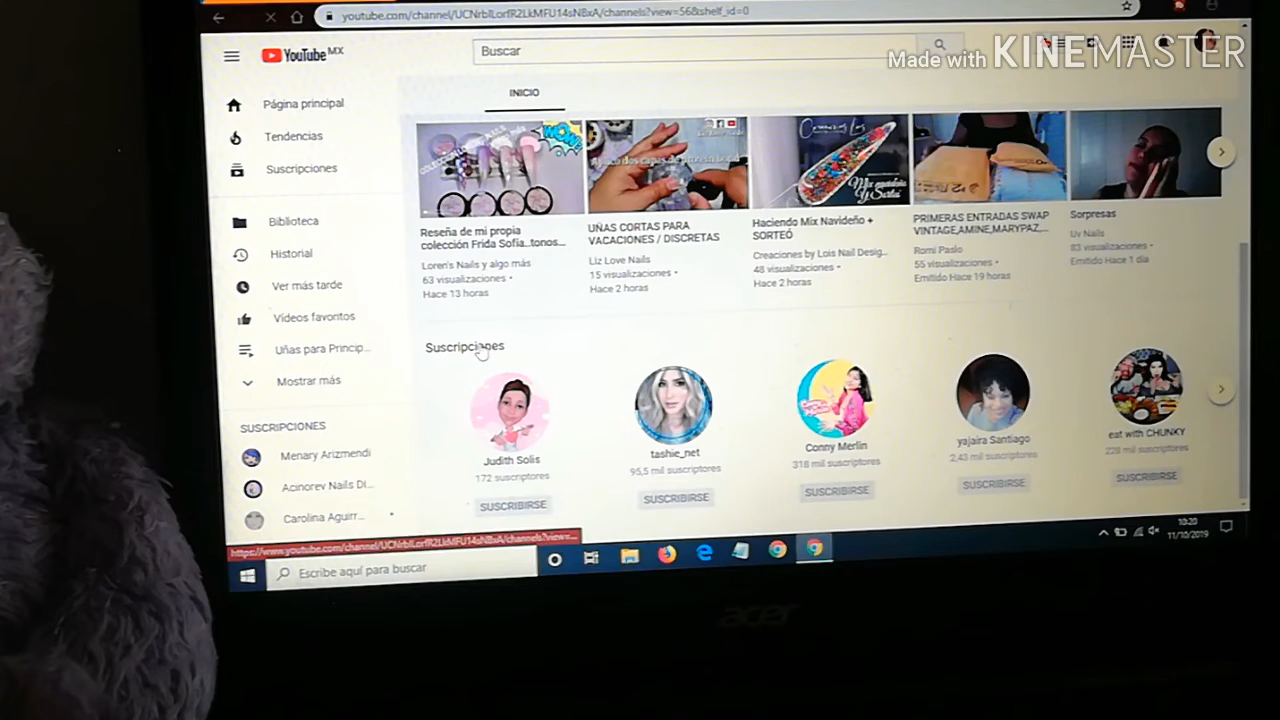 youtube.com/channel/UCNrblLorfR2LkMFU14sNBxA/channels?view=56&shelf_id=0
YouTube MX
Buscar
Made with KINEMASTER
INICIO
Página principal
Tendencias
Suscripciones
Biblioteca
Historial
Ver más tarde
Vídeos favoritos
Uñas para Princip...
Mostrar más
SUSCRIPCIONES
Menary Arizmendi
Acinorev Nails Di...
Carolina Aguirr...
WOW!
Reseña de mi propia
colección Frida Sofía...tonos...
Loren's Nails y algo más
63 visualizaciones •
Hace 13 horas
UÑAS CORTAS PARA
VACACIONES / DISCRETAS
Liz Love Nails
15 visualizaciones •
Hace 2 horas
Mix navideño
Y Sorteo
Haciendo Mix Navideño +
SORTEÓ
Creaciones by Lois Nail Desig...
48 visualizaciones •
Hace 2 horas
PRIMERAS ENTRADAS SWAP
VINTAGE,AMINE,MARYPAZ,...
Romi Paslo
55 visualizaciones •
Emitido Hace 19 horas
Sorpresas
Uv Nails
83 visualizaciones •
Emitido Hace 1 día
Suscripciones
Judith Solis
172 suscriptores
SUSCRIBIRSE
tashie_net
95,5 mil suscriptores
SUSCRIBIRSE
Conny Merlin
318 mil suscriptores
SUSCRIBIRSE
yajaira Santiago
2,43 mil suscriptores
SUSCRIBIRSE
eat with CHUNKY
228 mil suscriptores
SUSCRIBIRSE
https://www.youtube.com/channel/UCNrblLorfR2LkMFU14sNBxA/channels?view=...
Escribe aquí para buscar
10:20
11/10/2019
acer